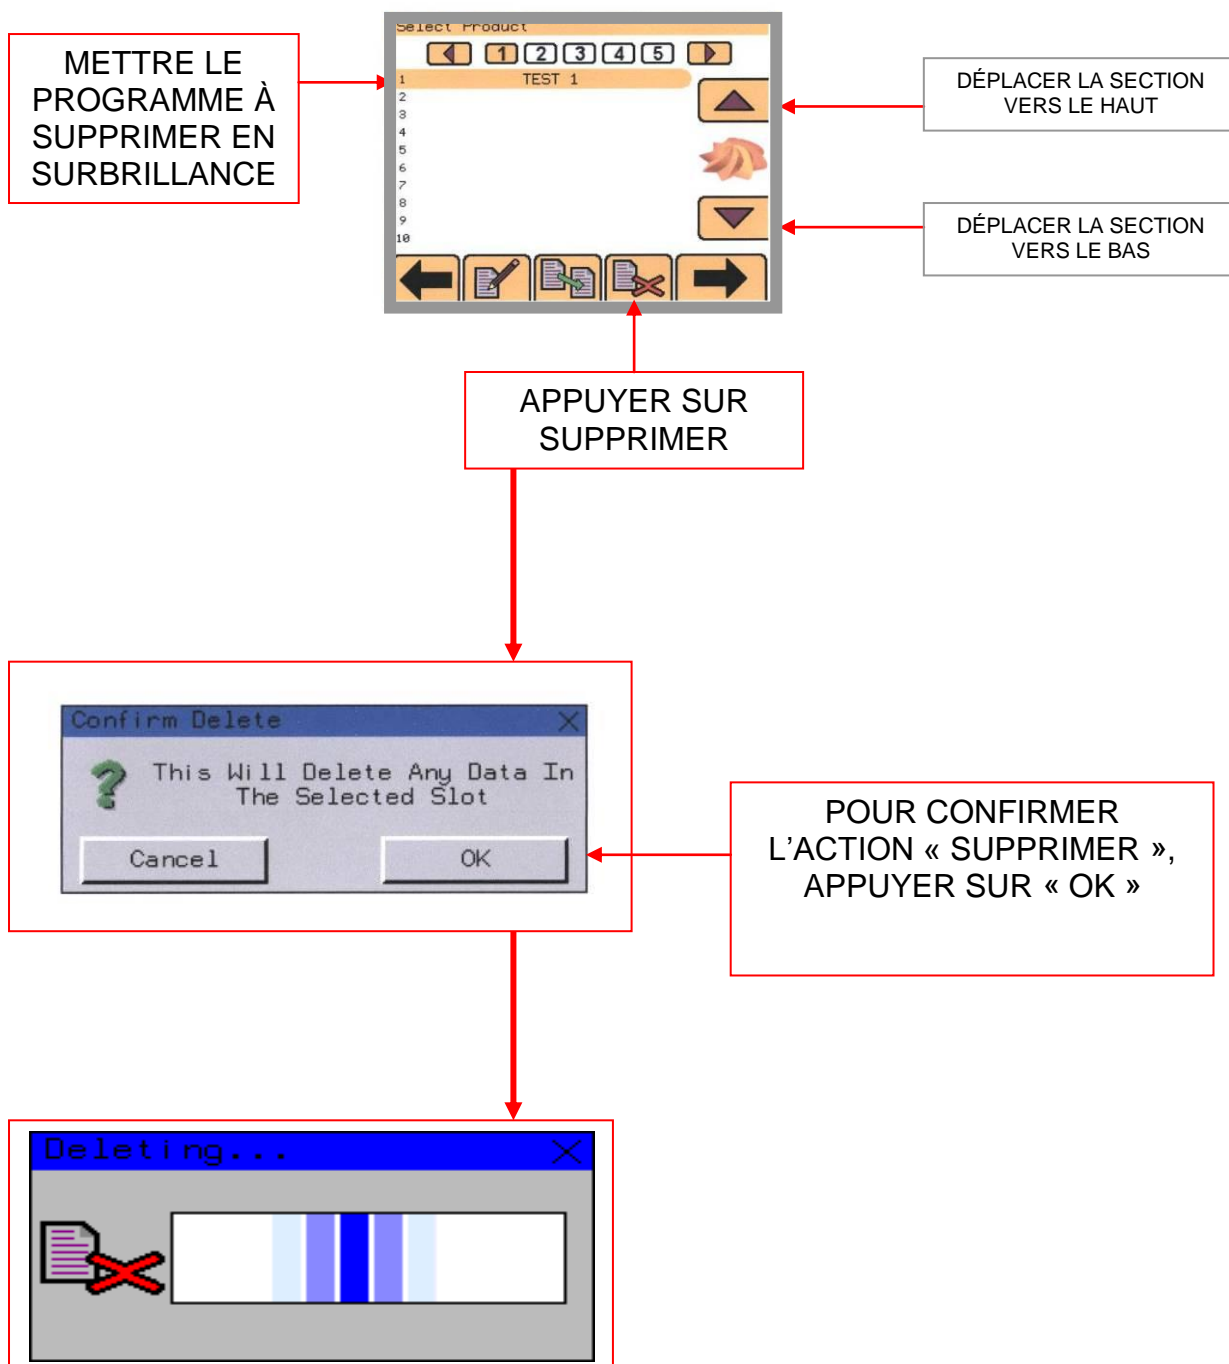 METTRE LE
PROGRAMME À
SUPPRIMER EN
SURBRILLANCE
Select Product
1 2 3 4 5
1 TEST 1
2
3
4
5
6
7
8
9
10
DÉPLACER LA SECTION
VERS LE HAUT
DÉPLACER LA SECTION
VERS LE BAS
APPUYER SUR
SUPPRIMER
Confirm Delete
This Will Delete Any Data In
The Selected Slot
Cancel OK
POUR CONFIRMER
L'ACTION « SUPPRIMER »,
APPUYER SUR « OK »
Deleting...